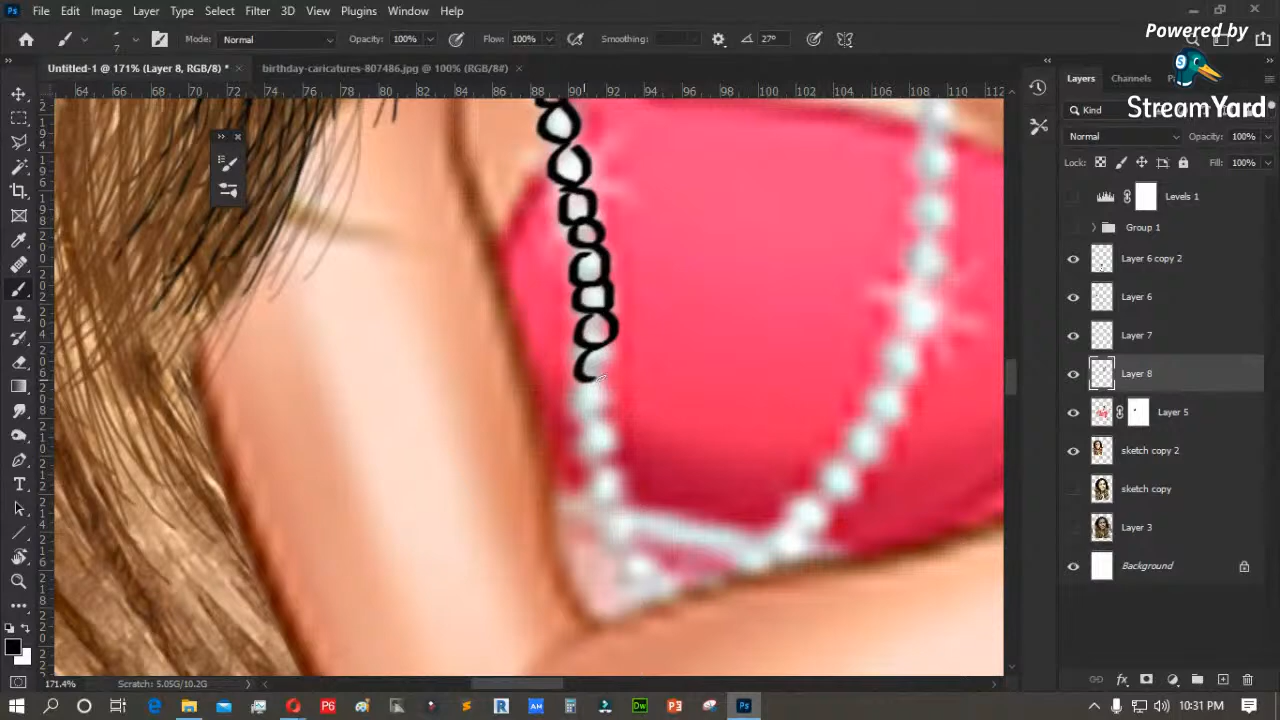 Ps File Edit Image Layer Type Select Filter 3D View Plugins Window Help
Powered by
StreamYard
7 Mode: Normal Opacity: 100% Flow: 100% Smoothing: 27°
Untitled-1 @ 171% (Layer 8, RGB/8) * × birthday-caricatures-807486.jpg @ 100% (RGB/8#) ×
64 66 68 70 72 74 76 78 80 82 84 86 88 90 92 94 96 98 100 102 104 106 108 110 112
Layers Channels
Kind
Normal Opacity: 100%
Lock: Fill: 100%
Levels 1
Group 1
Layer 6 copy 2
Layer 6
Layer 7
Layer 8
Layer 5
sketch copy 2
sketch copy
Layer 3
Background
171.4% Scratch: 5.05G/10.2G
10:31 PM